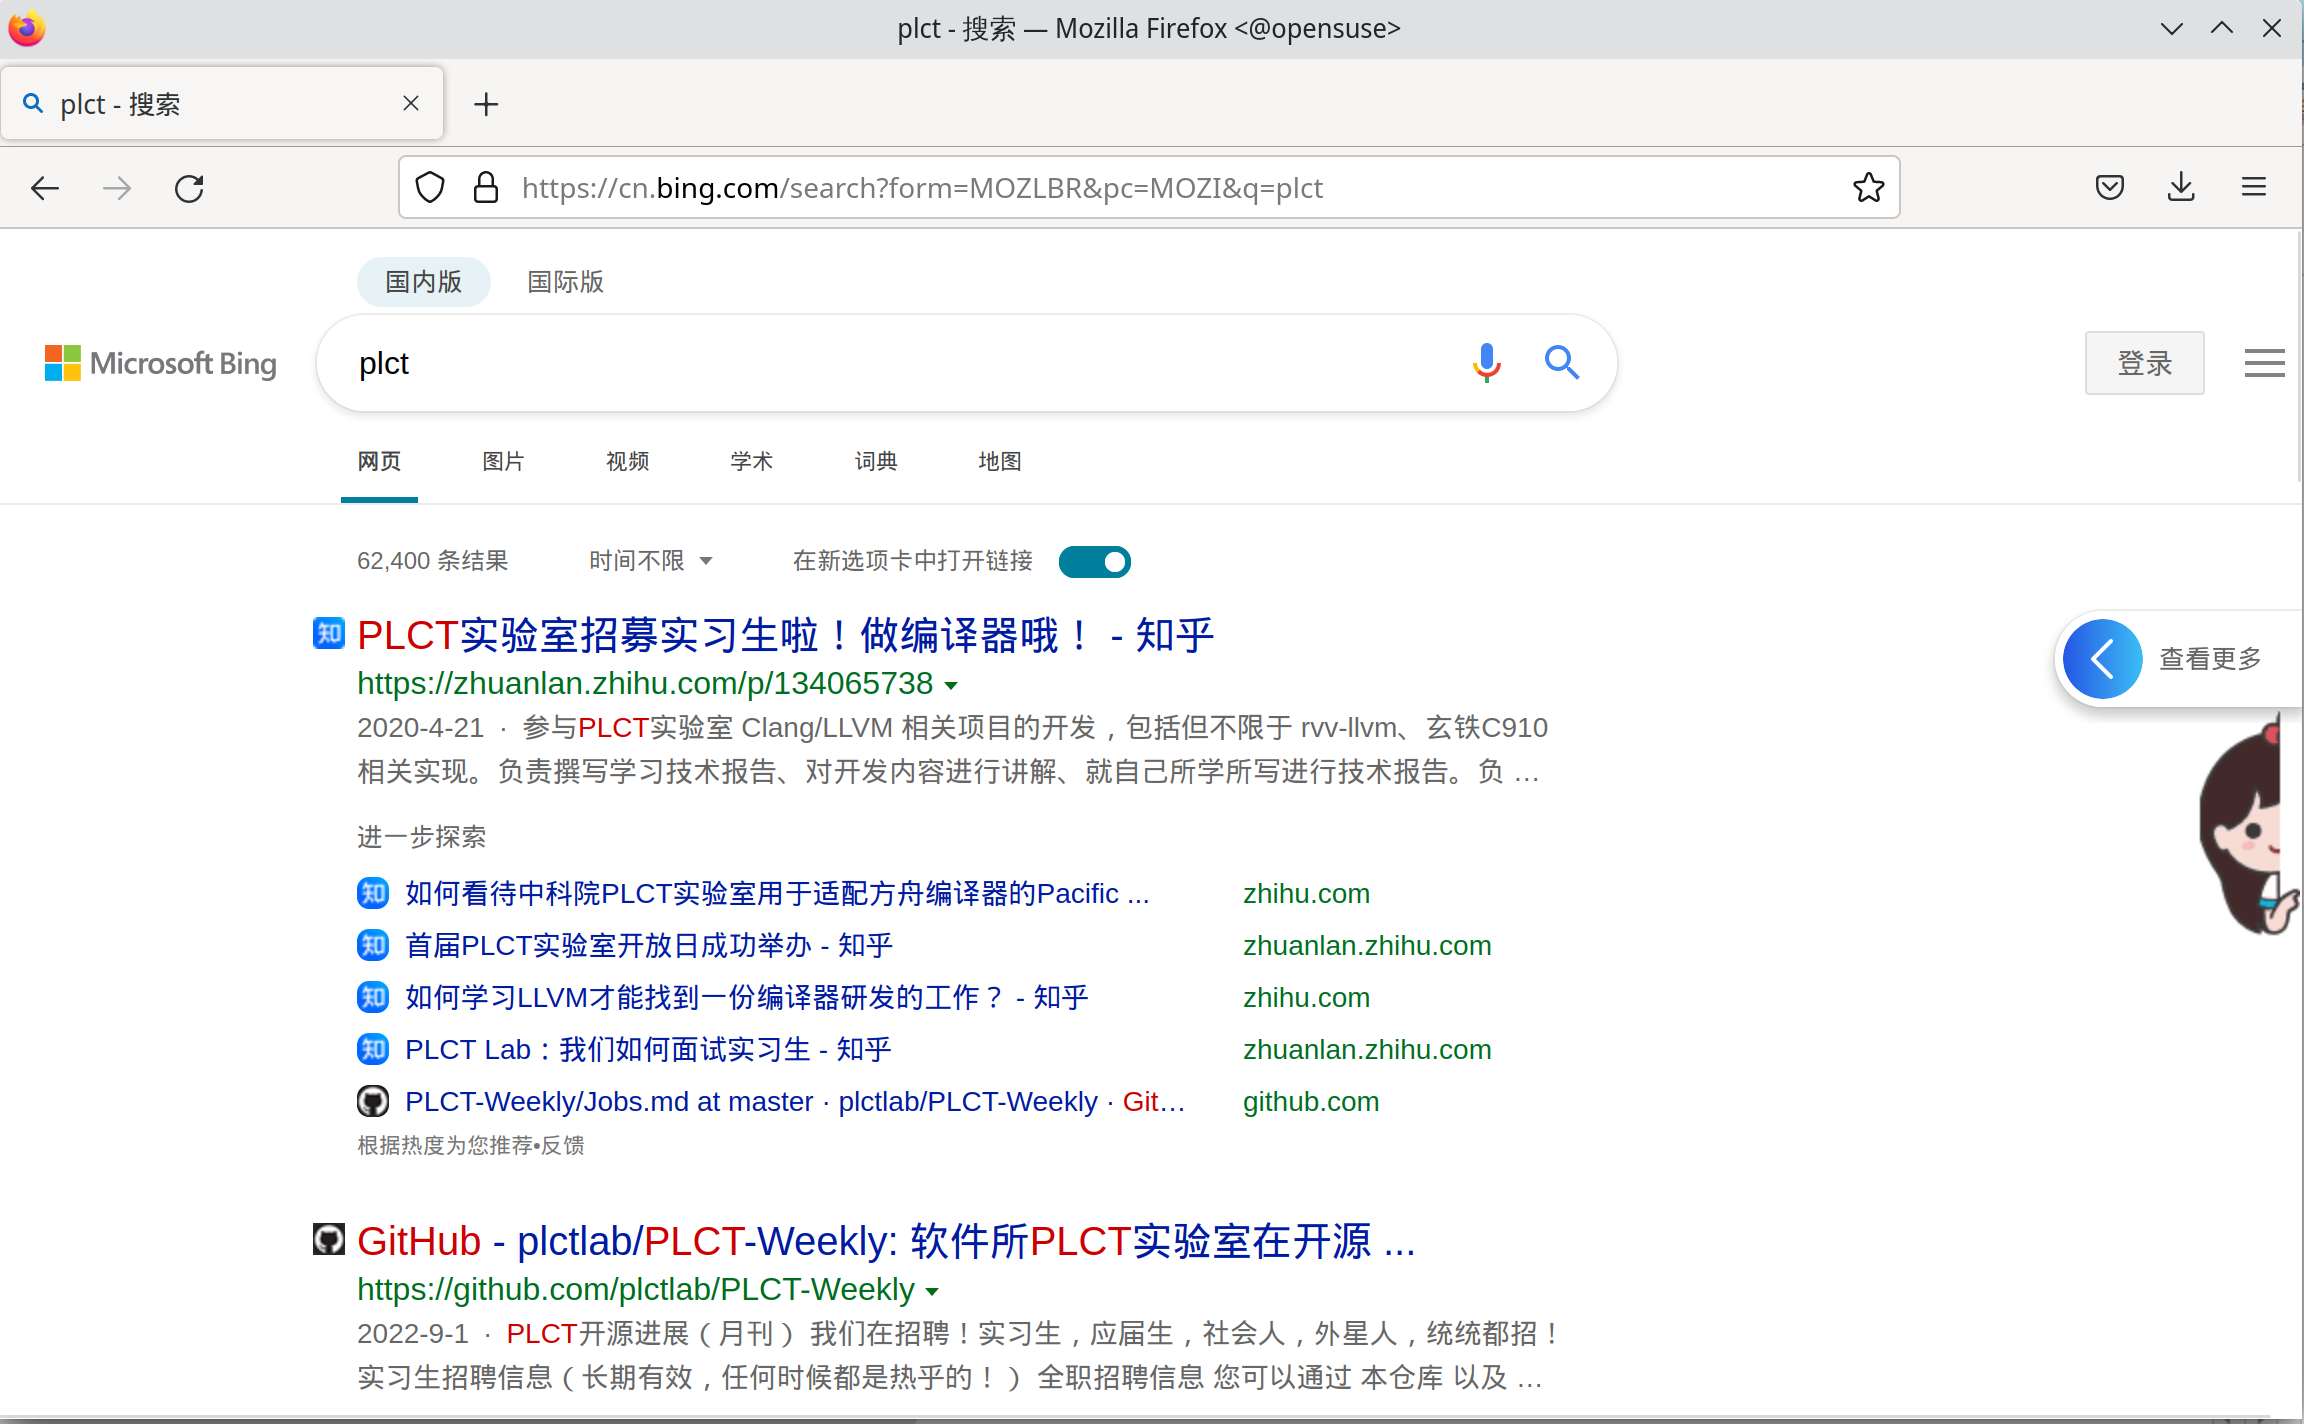 plct - 搜索 — Mozilla Firefox <@opensuse>
plct - 搜索
https://cn.bing.com/search?form=MOZLBR&pc=MOZI&q=plct
国内版 国际版
Microsoft Bing plct 登录
网页 图片 视频 学术 词典 地图
62,400 条结果 时间不限 在新选项卡中打开链接
知 PLCT实验室招募实习生啦！做编译器哦！ - 知乎
https://zhuanlan.zhihu.com/p/134065738
查看更多
2020-4-21 · 参与PLCT实验室 Clang/LLVM 相关项目的开发，包括但不限于 rvv-llvm、玄铁C910
相关实现。负责撰写学习技术报告、对开发内容进行讲解、就自己所学所写进行技术报告。负 …
进一步探索
知 如何看待中科院PLCT实验室用于适配方舟编译器的Pacific ... zhihu.com
知 首届PLCT实验室开放日成功举办 - 知乎 zhuanlan.zhihu.com
知 如何学习LLVM才能找到一份编译器研发的工作？ - 知乎 zhihu.com
知 PLCT Lab：我们如何面试实习生 - 知乎 zhuanlan.zhihu.com
PLCT-Weekly/Jobs.md at master · plctlab/PLCT-Weekly · Git… github.com
根据热度为您推荐•反馈
GitHub - plctlab/PLCT-Weekly: 软件所PLCT实验室在开源 ...
https://github.com/plctlab/PLCT-Weekly
2022-9-1 · PLCT开源进展（月刊） 我们在招聘！实习生，应届生，社会人，外星人，统统都招！
实习生招聘信息（长期有效，任何时候都是热乎的！） 全职招聘信息 您可以通过 本仓库 以及 …